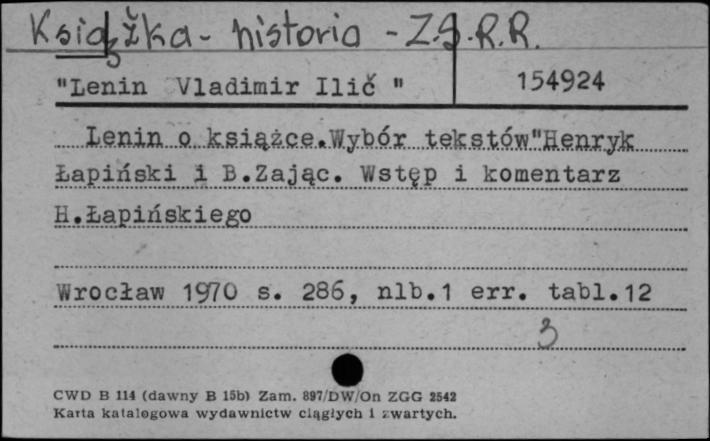 Książka - historia - Z.S.R.R.
"Lenin Vladimir Ilič " 154924
Lenin o książce.Wybór tekstów"Henryk
Łapiński i B.Zając. Wstęp i komentarz
H.Łapińskiego
Wrocław 1970 s. 286, nlb.1 err. tabl.12
3
CWD B 114 (dawny B 15b) Zam. 897/DW/On ZGG 2542
Karta katalogowa wydawnictw ciągłych i zwartych.